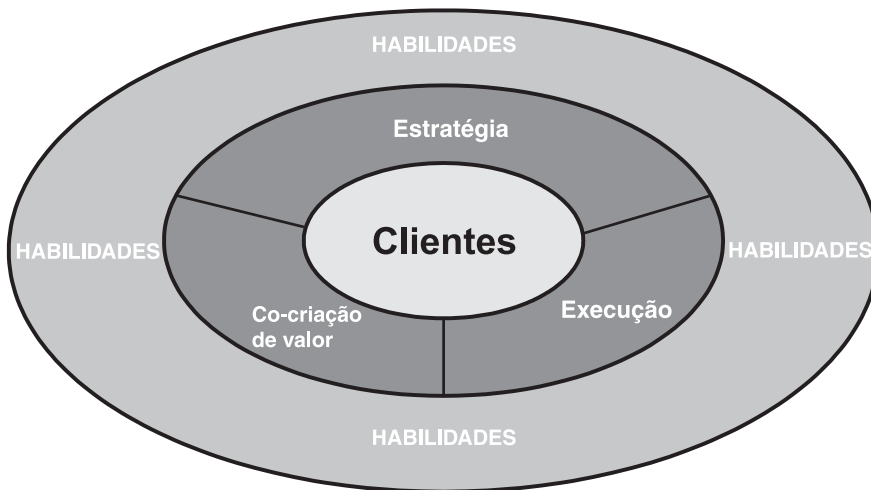 HABILIDADES
Estratégia
Clientes
HABILIDADES
HABILIDADES
Co-criação
de valor
Execução
HABILIDADES